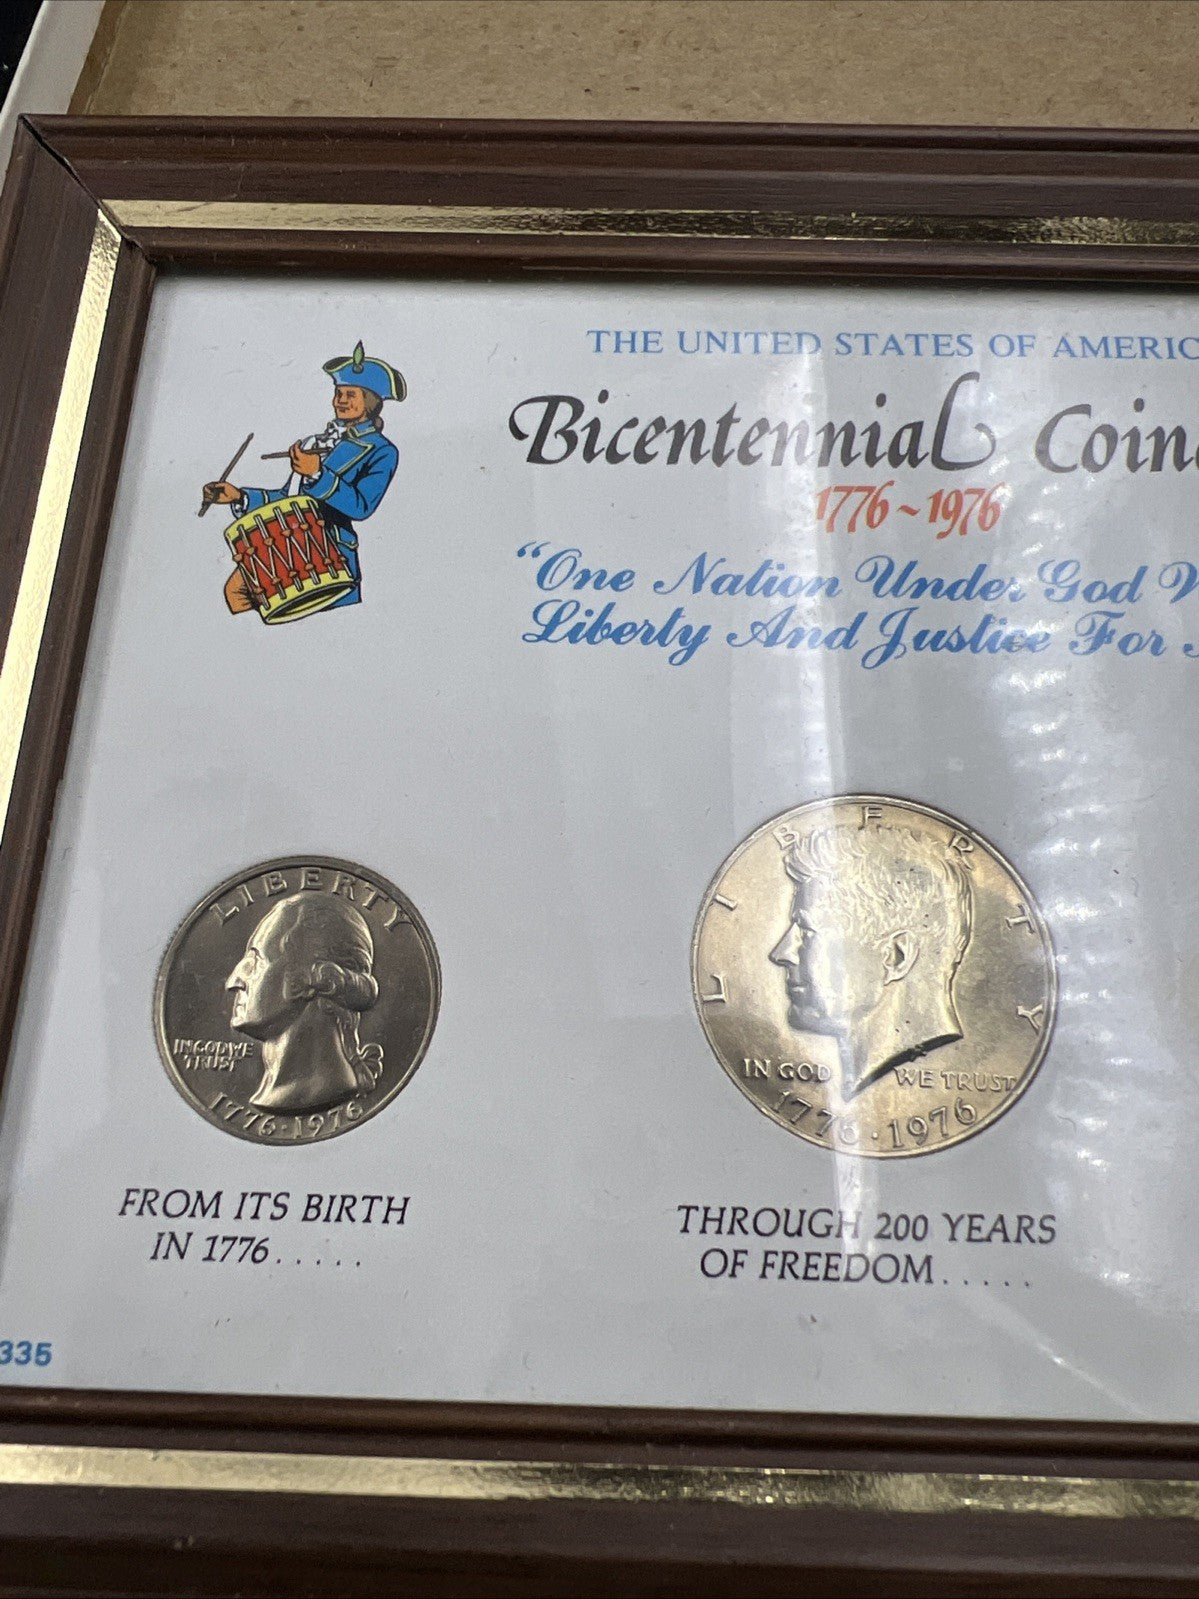 THE UNITED STATES OF AMERIC
Bicentennial Coin
1776~1976
"One Nation Under God W
Liberty And Justice For
LIBERTY
IN GOD WE
TRUST
1776·1976
LIBERTY
IN GOD WE TRUST
1776·1976
FROM ITS BIRTH
IN 1776.....
THROUGH 200 YEARS
OF FREEDOM.....
335